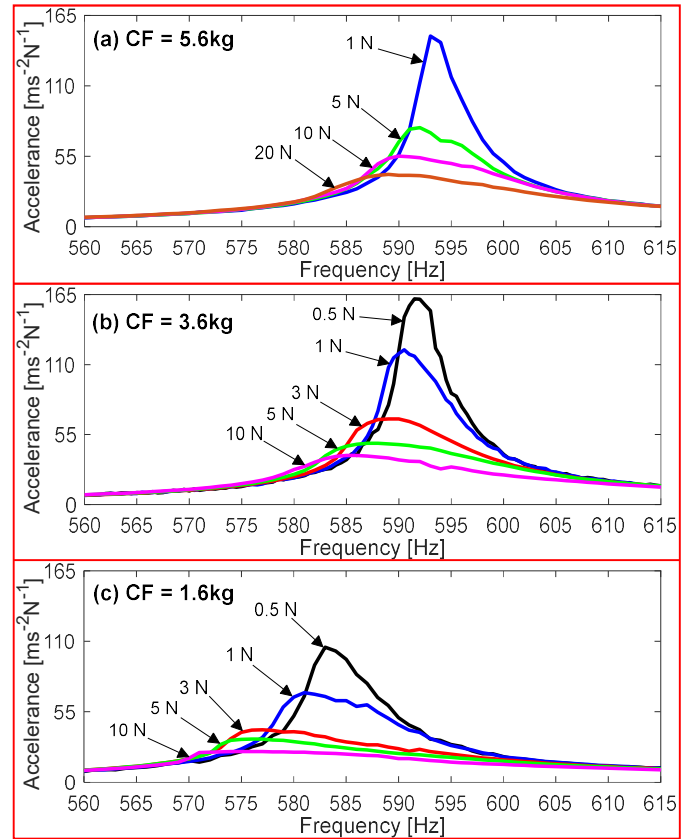 (a) CF = 5.6kg
Accelerance [ms⁻²N⁻¹]
165
110
55
0
1 N
5 N
10 N
20 N
560 565 570 575 580 585 590 595 600 605 610 615
Frequency [Hz]
(b) CF = 3.6kg
Accelerance [ms⁻²N⁻¹]
165
110
55
0
0.5 N
1 N
3 N
5 N
10 N
560 565 570 575 580 585 590 595 600 605 610 615
Frequency [Hz]
(c) CF = 1.6kg
Accelerance [ms⁻²N⁻¹]
165
110
55
0
0.5 N
1 N
3 N
5 N
10 N
560 565 570 575 580 585 590 595 600 605 610 615
Frequency [Hz]